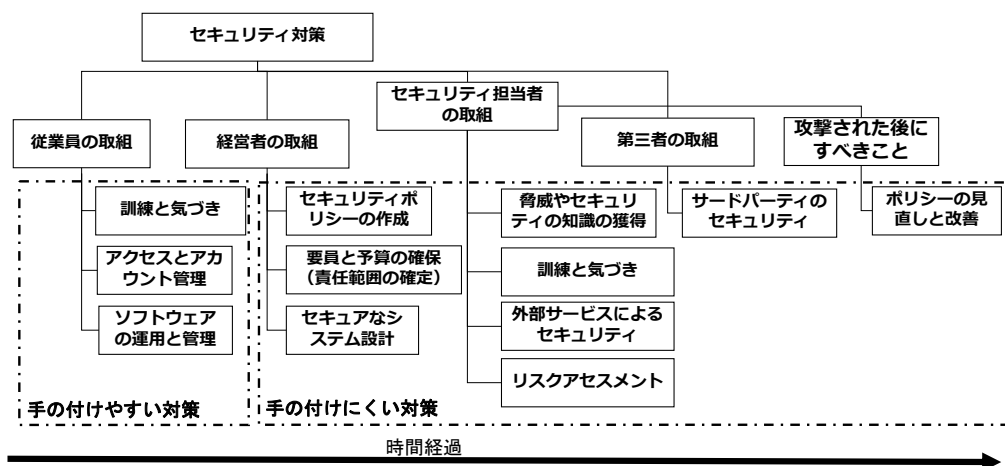 セキュリティ対策
従業員の取組
経営者の取組
セキュリティ担当者
の取組
第三者の取組
攻撃された後に
すべきこと
訓練と気づき
アクセスとアカ
ウント管理
ソフトウェア
の運用と管理
手の付けやすい対策
セキュリティポ
リシーの作成
要員と予算の確保
（責任範囲の確定）
セキュアなシ
ステム設計
手の付けにくい対策
脅威やセキュリ
ティの知識の獲得
訓練と気づき
外部サービスによる
セキュリティ
リスクアセスメント
サードパーティの
セキュリティ
ポリシーの見
直しと改善
時間経過